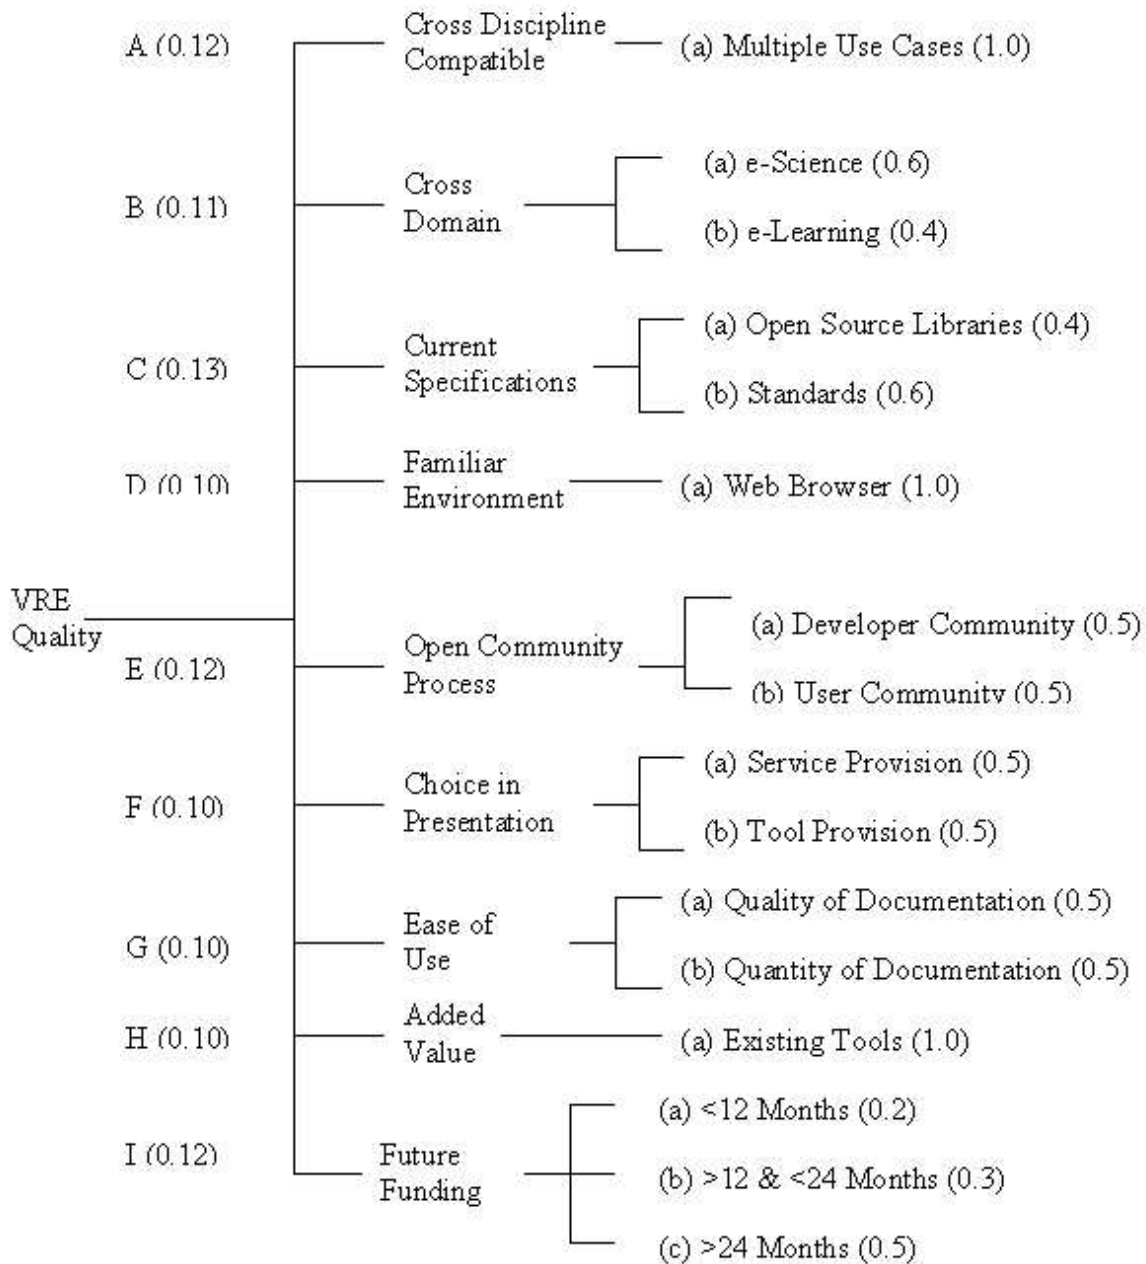 A (0.12)
Cross Discipline
Compatible
(a) Multiple Use Cases (1.0)
B (0.11)
Cross
Domain
(a) e-Science (0.6)
(b) e-Learning (0.4)
C (0.13)
Current
Specifications
(a) Open Source Libraries (0.4)
(b) Standards (0.6)
D (0.10)
Familiar
Environment
(a) Web Browser (1.0)
VRE
Quality
E (0.12)
Open Community
Process
(a) Developer Community (0.5)
(b) User Community (0.5)
F (0.10)
Choice in
Presentation
(a) Service Provision (0.5)
(b) Tool Provision (0.5)
G (0.10)
Ease of
Use
(a) Quality of Documentation (0.5)
(b) Quantity of Documentation (0.5)
H (0.10)
Added
Value
(a) Existing Tools (1.0)
I (0.12)
Future
Funding
(a) <12 Months (0.2)
(b) >12 & <24 Months (0.3)
(c) >24 Months (0.5)